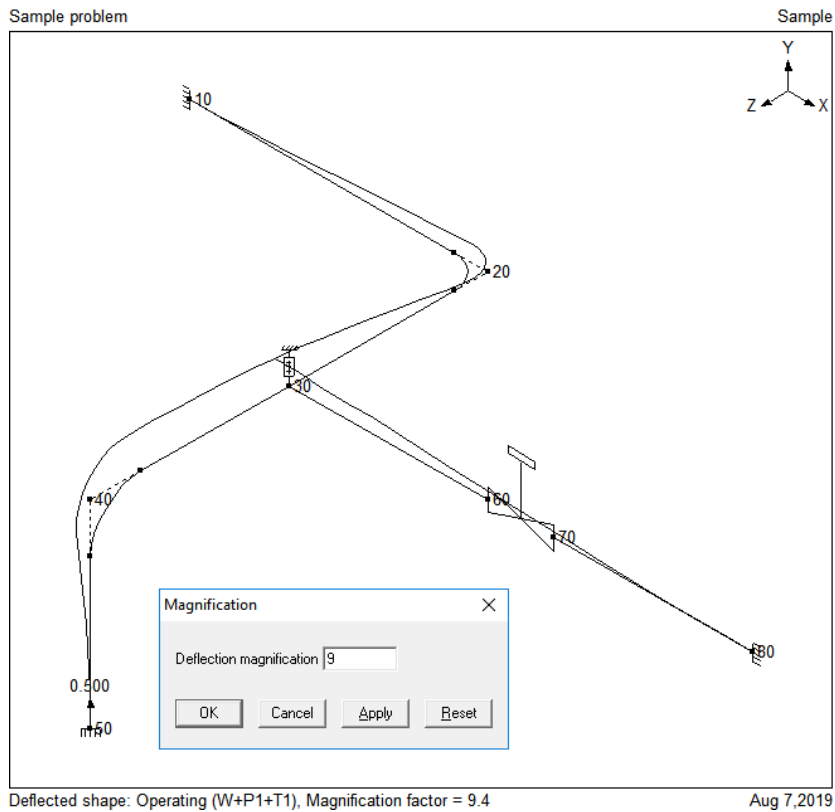 Sample problem Sample
Y
Z X
10
20
30
40
60
70
Magnification
Deflection magnification 9
80
0.500
OK Cancel Apply Reset
50
Deflected shape: Operating (W+P1+T1), Magnification factor = 9.4 Aug 7,2019